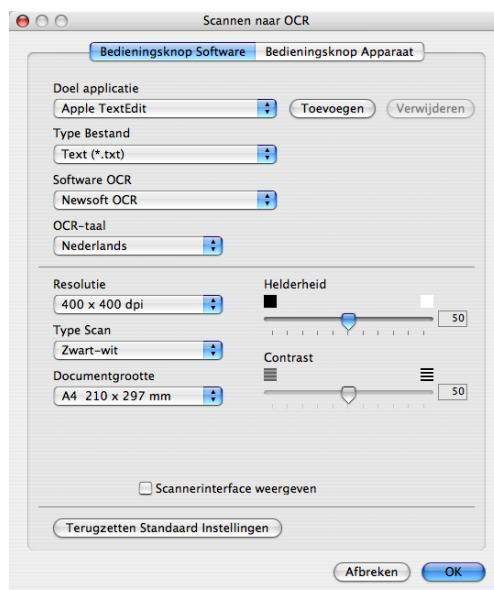 Scannen naar OCR
Bedieningsknop Software Bedieningsknop Apparaat
Doel applicatie
Apple TextEdit Toevoegen Verwijderen
Type Bestand
Text (*.txt)
Software OCR
Newsoft OCR
OCR-taal
Nederlands
Resolutie
400 x 400 dpi
Type Scan
Zwart-wit
Documentgrootte
A4 210 x 297 mm
Helderheid
50
Contrast
50
Scannerinterface weergeven
Terugzetten Standaard Instellingen
Afbreken OK